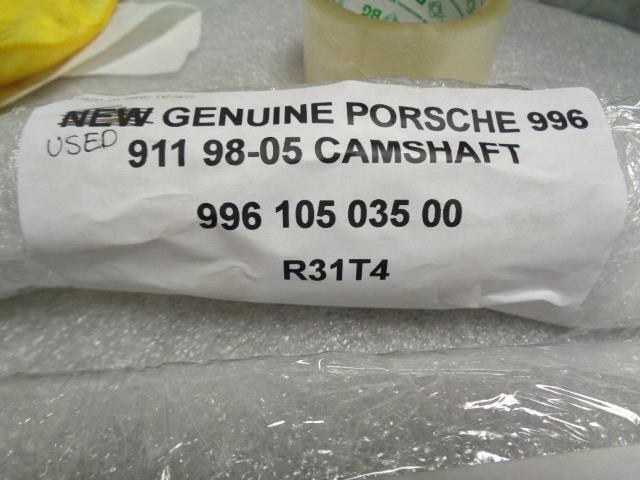 NEW GENUINE PORSCHE 996
USED 911 98-05 CAMSHAFT
996 105 035 00
R31T4